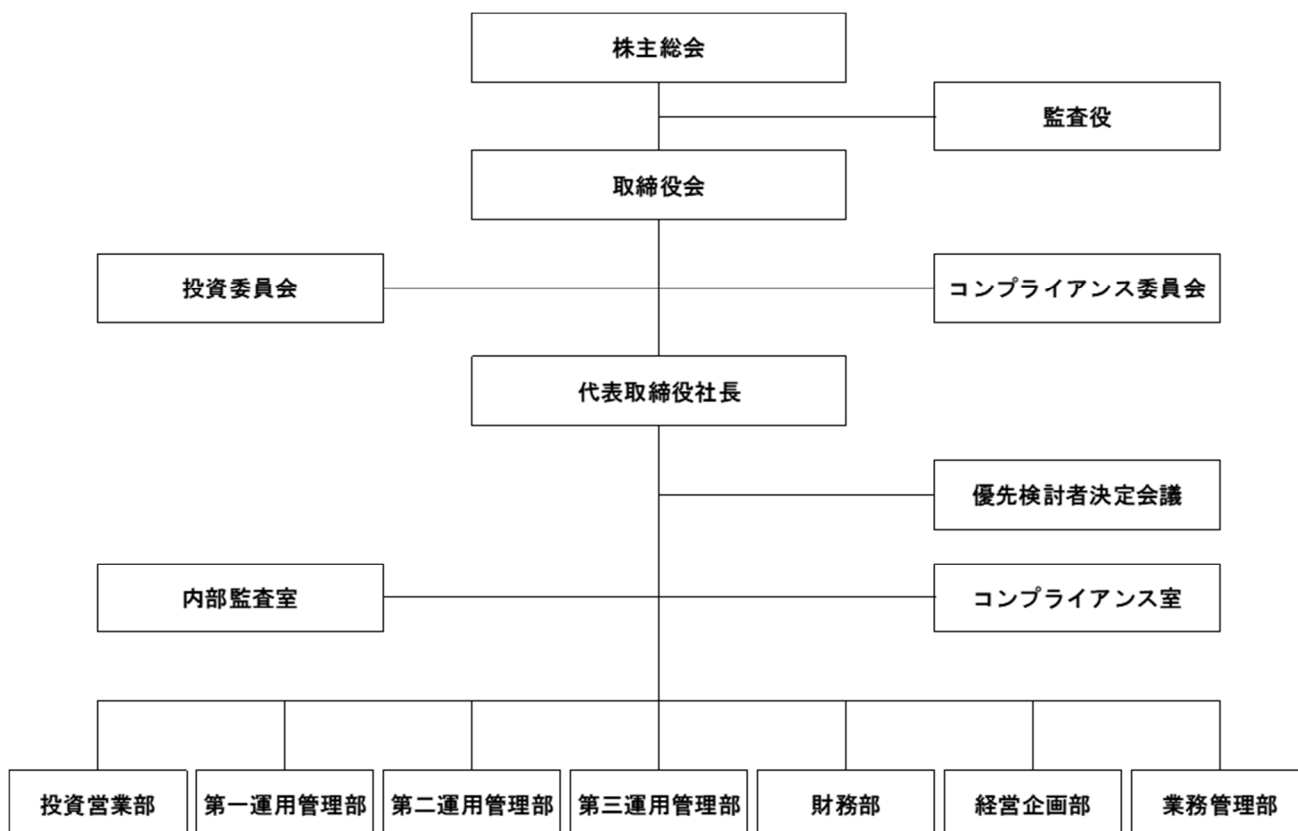 株主総会
監査役
取締役会
投資委員会
コンプライアンス委員会
代表取締役社長
優先検討者決定会議
内部監査室
コンプライアンス室
投資営業部
第一運用管理部
第二運用管理部
第三運用管理部
財務部
経営企画部
業務管理部